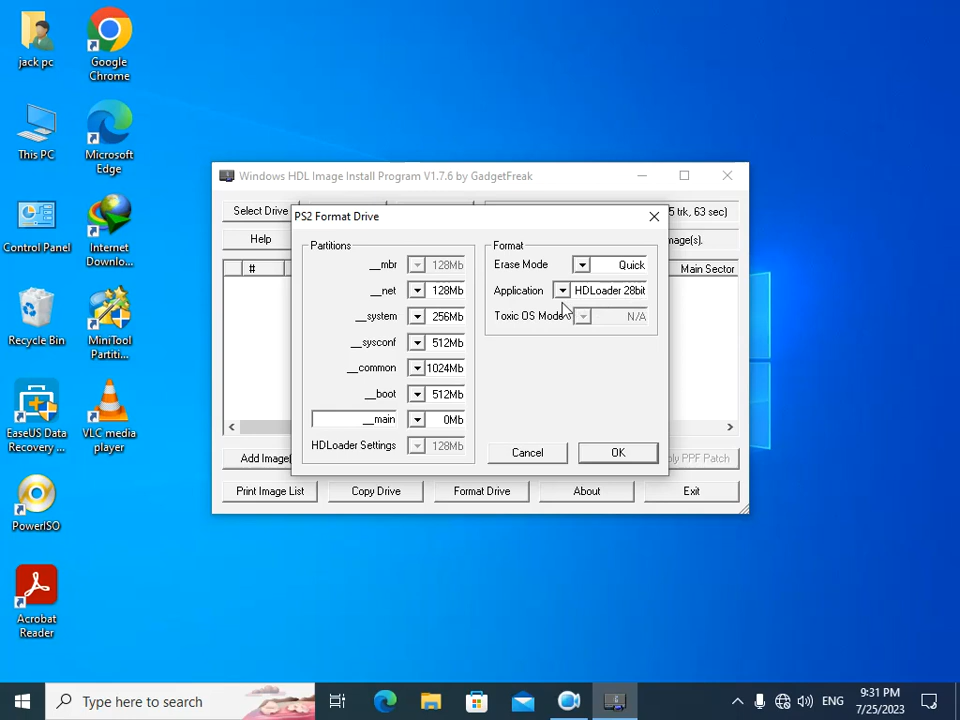 jack pc
Google
Chrome
This PC
Microsoft
Edge
Control Panel
Internet
Downlo...
Recycle Bin
MiniTool
Partiti...
EaseUS Data
Recovery ...
VLC media
player
PowerISO
Acrobat
Reader
Windows HDL Image Install Program V1.7.6 by GadgetFreak
Select Drive
5 trk, 63 sec)
Help
mage(s).
#
Main Sector
Add Image(
ly PPF Patch
Print Image List
Copy Drive
Format Drive
About
Exit
PS2 Format Drive
Partitions
__mbr 128Mb
__net 128Mb
__system 256Mb
__sysconf 512Mb
__common 1024Mb
__boot 512Mb
__main 0Mb
HDLoader Settings 128Mb
Format
Erase Mode Quick
Application HDLoader 28bit
Toxic OS Mode N/A
Cancel
OK
Type here to search
ENG
9:31 PM
7/25/2023